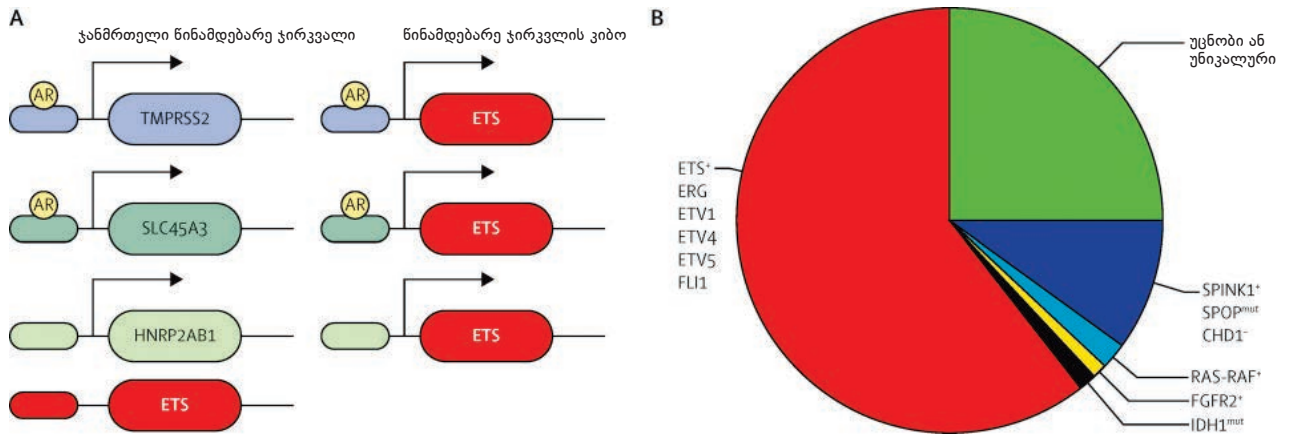 A
ჯანმრთელი წინამდებარე ჯირკვალი
წინამდებარე ჯირკვლის კიბო
AR
TMPRSS2
AR
ETS
AR
SLC45A3
AR
ETS
HNRP2AB1
ETS
ETS
B
უცნობი ან
უნიკალური
ETS⁺
ERG
ETV1
ETV4
ETV5
FLI1
SPINK1⁺
SPOPᵐᵘᵗ
CHD1⁻
RAS-RAF⁺
FGFR2⁺
IDH1ᵐᵘᵗ